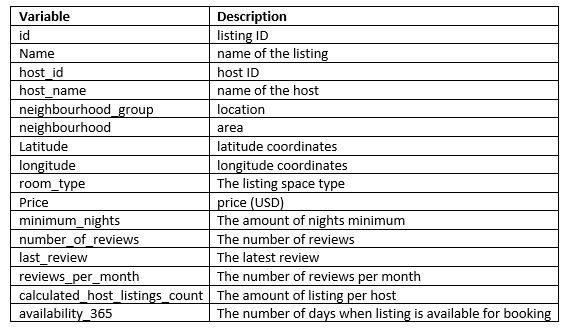 Variable Description
id listing ID
Name name of the listing
host_id host ID
host_name name of the host
neighbourhood_group location
neighbourhood area
Latitude latitude coordinates
longitude longitude coordinates
room_type The listing space type
Price price (USD)
minimum_nights The amount of nights minimum
number_of_reviews The number of reviews
last_review The latest review
reviews_per_month The number of reviews per month
calculated_host_listings_count The amount of listing per host
availability_365 The number of days when listing is available for booking